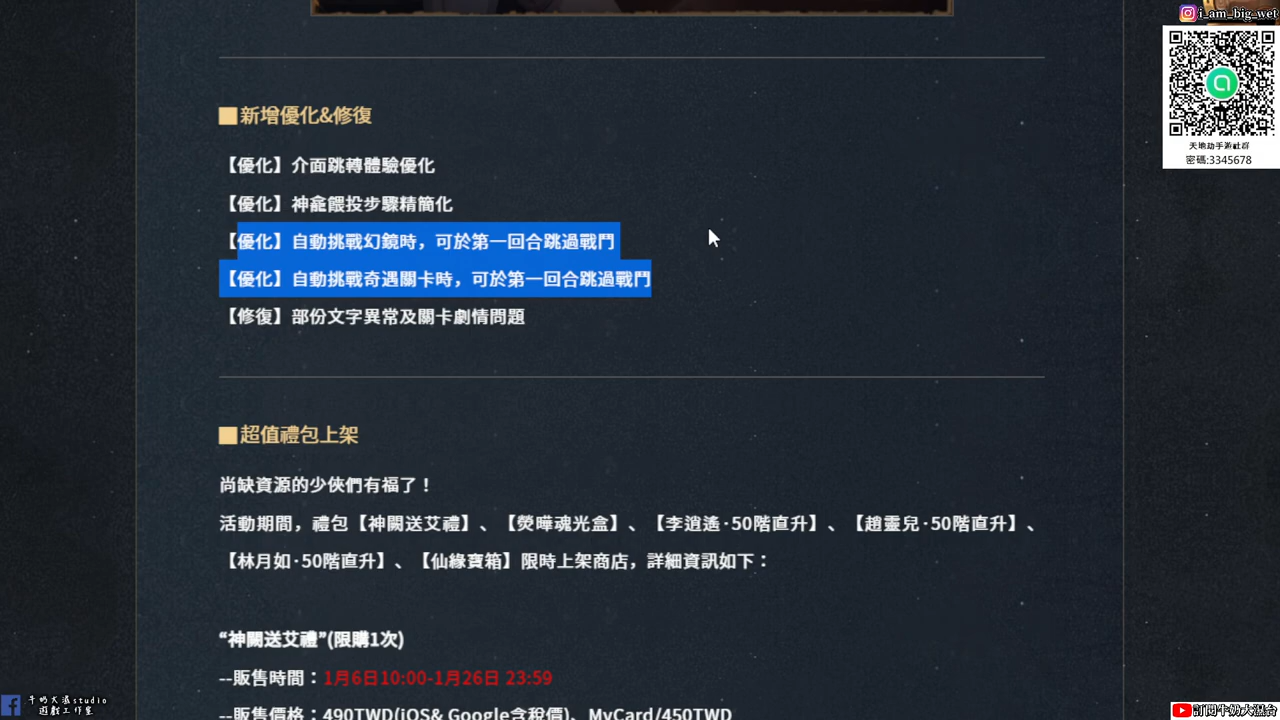 i_am_big_wet
天地劫手遊社群
密碼:3345678
■新增優化&修復
【優化】介面跳轉體驗優化
【優化】神龕餵投步驟精簡化
【優化】自動挑戰幻鏡時，可於第一回合跳過戰鬥
【優化】自動挑戰奇遇關卡時，可於第一回合跳過戰鬥
【修復】部份文字異常及關卡劇情問題
■超值禮包上架
尚缺資源的少俠們有福了！
活動期間，禮包【神闕送艾禮】、【熒曄魂光盒】、【李逍遙·50階直升】、【趙靈兒·50階直升】、
【林月如·50階直升】、【仙緣寶箱】限時上架商店，詳細資訊如下：
“神闕送艾禮”(限購1次)
--販售時間：1月6日10:00-1月26日 23:59
--販售價格：490TWD(iOS& Google含稅價)、MyCard/450TWD
牛奶大濕studio
遊戲工作室
訂閱牛奶大濕台